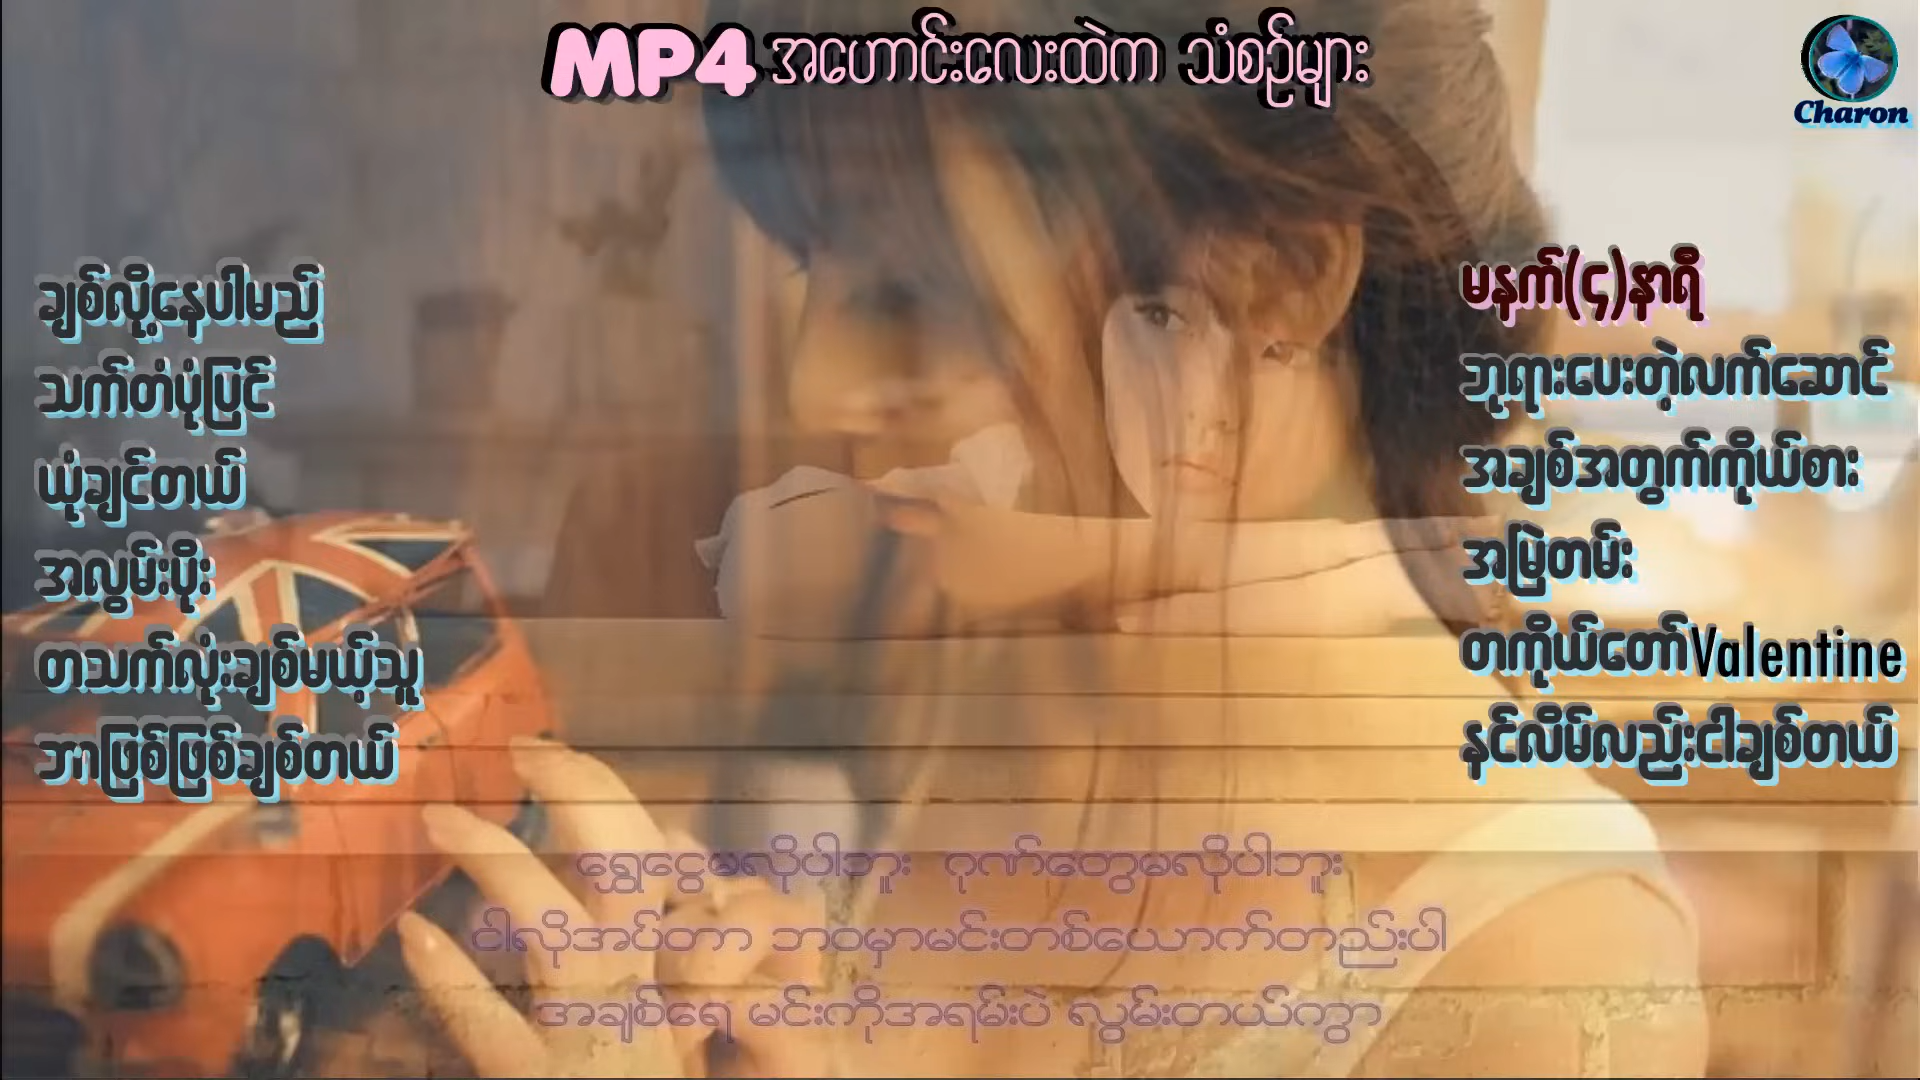 MP4 အဟောင်းလေးထဲက သံစဉ်များ
Charon
ချစ်လို့နေပါမည်
သက်တံပုံပြင်
ယုံချင်တယ်
အလွမ်းပိုး
တသက်လုံးချစ်မယ့်သူ
ဘာဖြစ်ဖြစ်ချစ်တယ်
မနက်(၄)နာရီ
ဘုရားပေးတဲ့လက်ဆောင်
အချစ်အတွက်ကိုယ်စား
အမြဲတမ်း
တကိုယ်တော်Valentine
နင်လိမ်လည်းငါချစ်တယ်
ရွှေငွေမလိုပါဘူး ဂုဏ်တွေမလိုပါဘူး
ငါလိုအပ်တာ ဘဝမှာမင်းတစ်ယောက်တည်းပါ
အချစ်ရေ မင်းကိုအရမ်းပဲ လွမ်းတယ်ကွာ